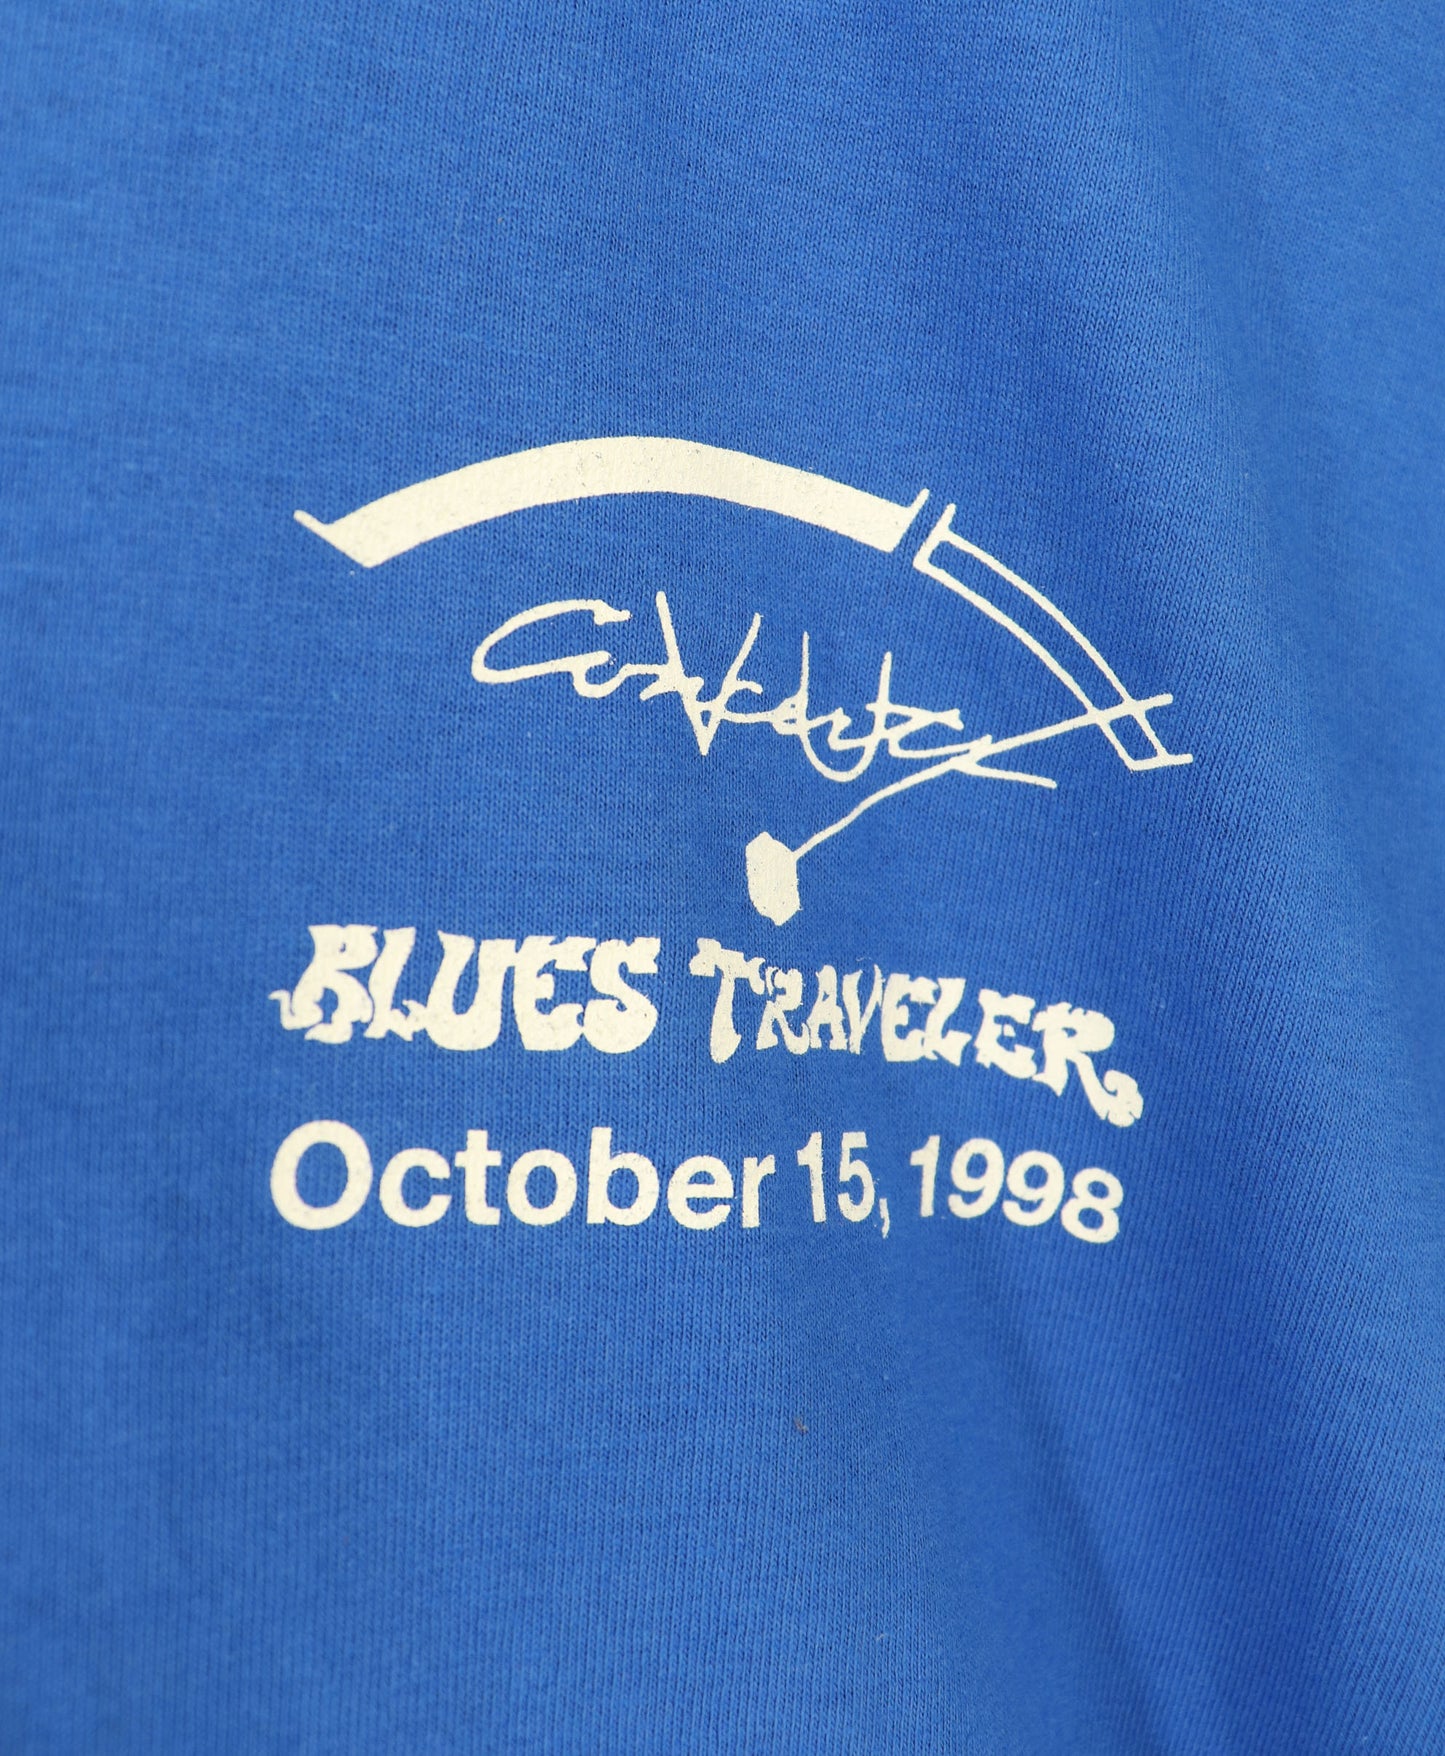 BLUES TRAVELER
October 15, 1998